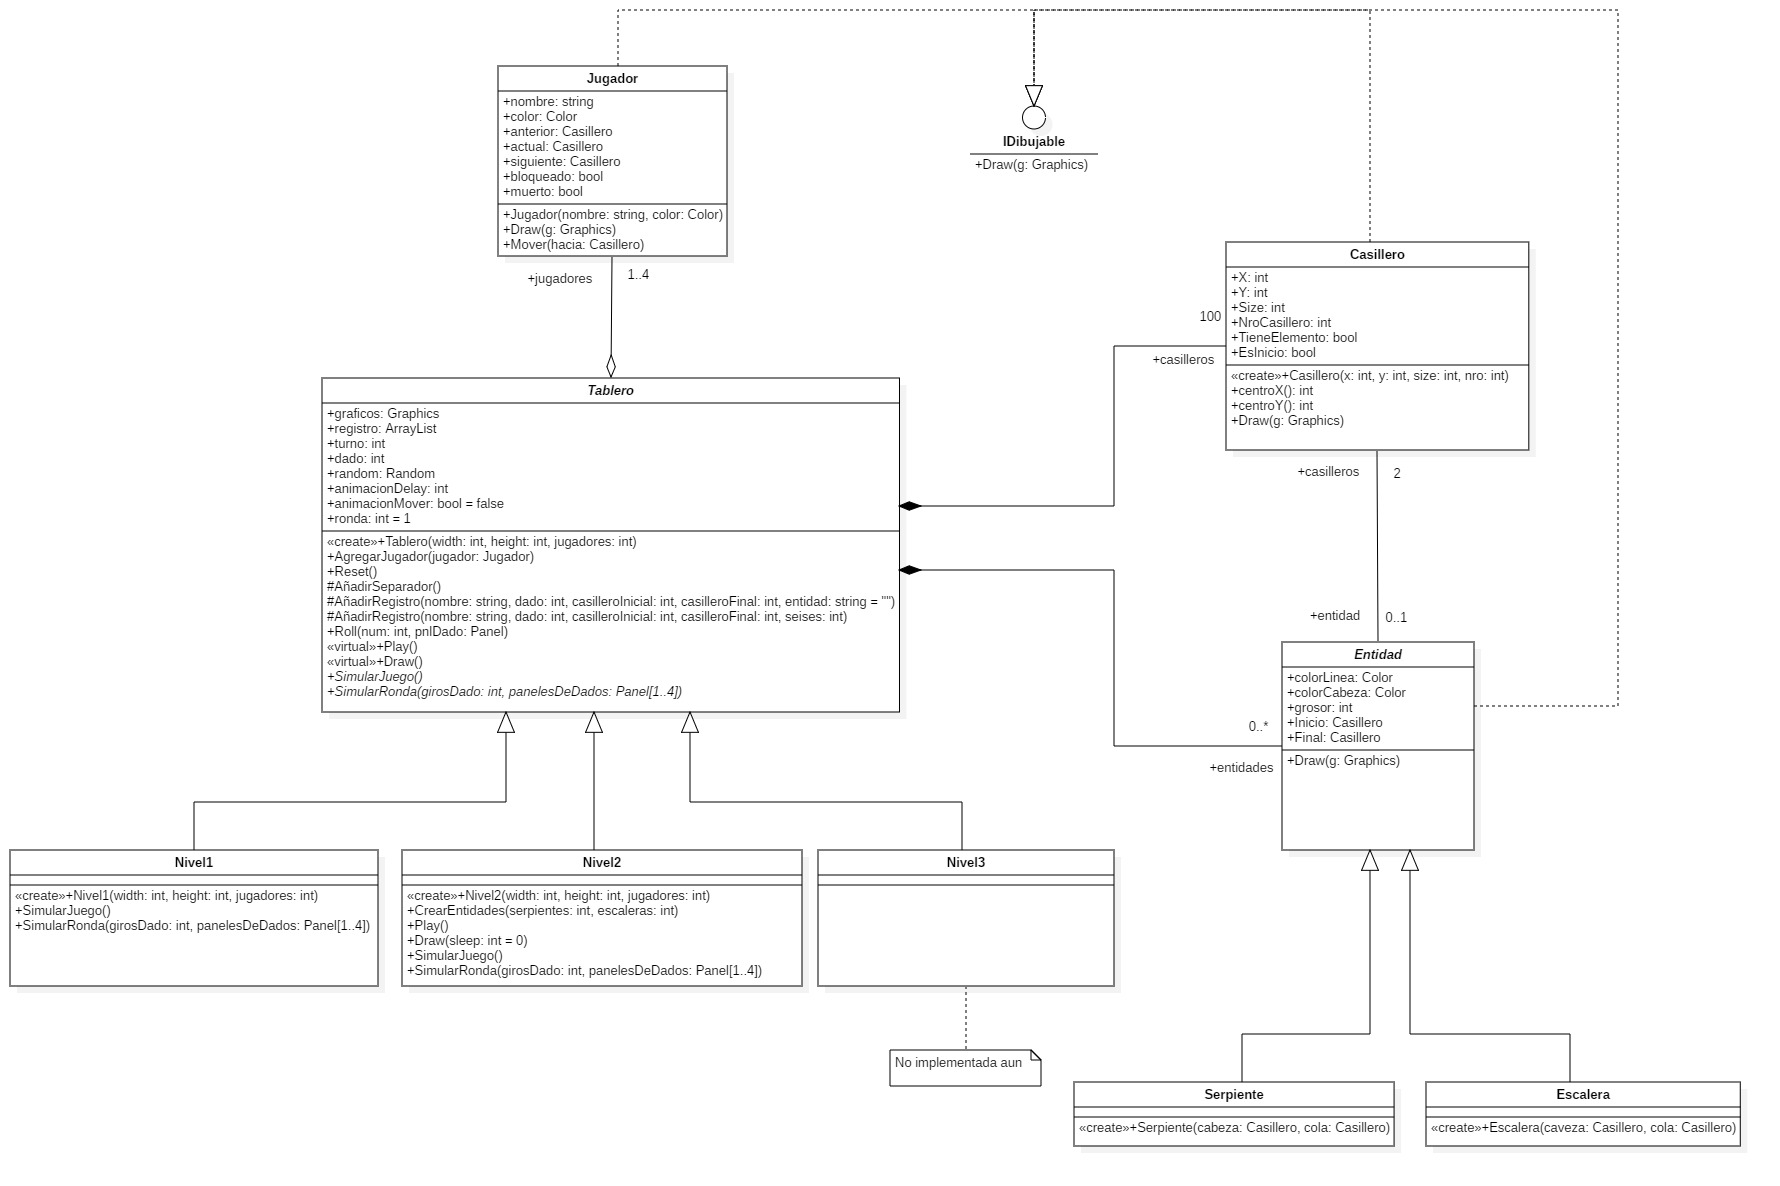 Jugador
+nombre: string
+color: Color
+anterior: Casillero
+actual: Casillero
+siguiente: Casillero
+bloqueado: bool
+muerto: bool
+Jugador(nombre: string, color: Color)
+Draw(g: Graphics)
+Mover(hacia: Casillero)
IDibujable
+Draw(g: Graphics)
+jugadores
1..4
Casillero
+X: int
+Y: int
+Size: int
+NroCasillero: int
+TieneElemento: bool
+EsInicio: bool
«create»+Casillero(x: int, y: int, size: int, nro: int)
+centroX(): int
+centroY(): int
+Draw(g: Graphics)
100
+casilleros
Tablero
+graficos: Graphics
+registro: ArrayList
+turno: int
+dado: int
+random: Random
+animacionDelay: int
+animacionMover: bool = false
+ronda: int = 1
«create»+Tablero(width: int, height: int, jugadores: int)
+AgregarJugador(jugador: Jugador)
+Reset()
#AñadirSeparador()
#AñadirRegistro(nombre: string, dado: int, casilleroInicial: int, casilleroFinal: int, entidad: string = "")
#AñadirRegistro(nombre: string, dado: int, casilleroInicial: int, casilleroFinal: int, seises: int)
+Roll(num: int, pnlDado: Panel)
«virtual»+Play()
«virtual»+Draw()
+SimularJuego()
+SimularRonda(girosDado: int, panelesDeDados: Panel[1..4])
+casilleros
2
+entidad
0..1
Entidad
+colorLinea: Color
+colorCabeza: Color
+grosor: int
+Inicio: Casillero
+Final: Casillero
+Draw(g: Graphics)
0..*
+entidades
Nivel1
«create»+Nivel1(width: int, height: int, jugadores: int)
+SimularJuego()
+SimularRonda(girosDado: int, panelesDeDados: Panel[1..4])
Nivel2
«create»+Nivel2(width: int, height: int, jugadores: int)
+CrearEntidades(serpientes: int, escaleras: int)
+Play()
+Draw(sleep: int = 0)
+SimularJuego()
+SimularRonda(girosDado: int, panelesDeDados: Panel[1..4])
Nivel3
No implementada aun
Serpiente
«create»+Serpiente(cabeza: Casillero, cola: Casillero)
Escalera
«create»+Escalera(caveza: Casillero, cola: Casillero)